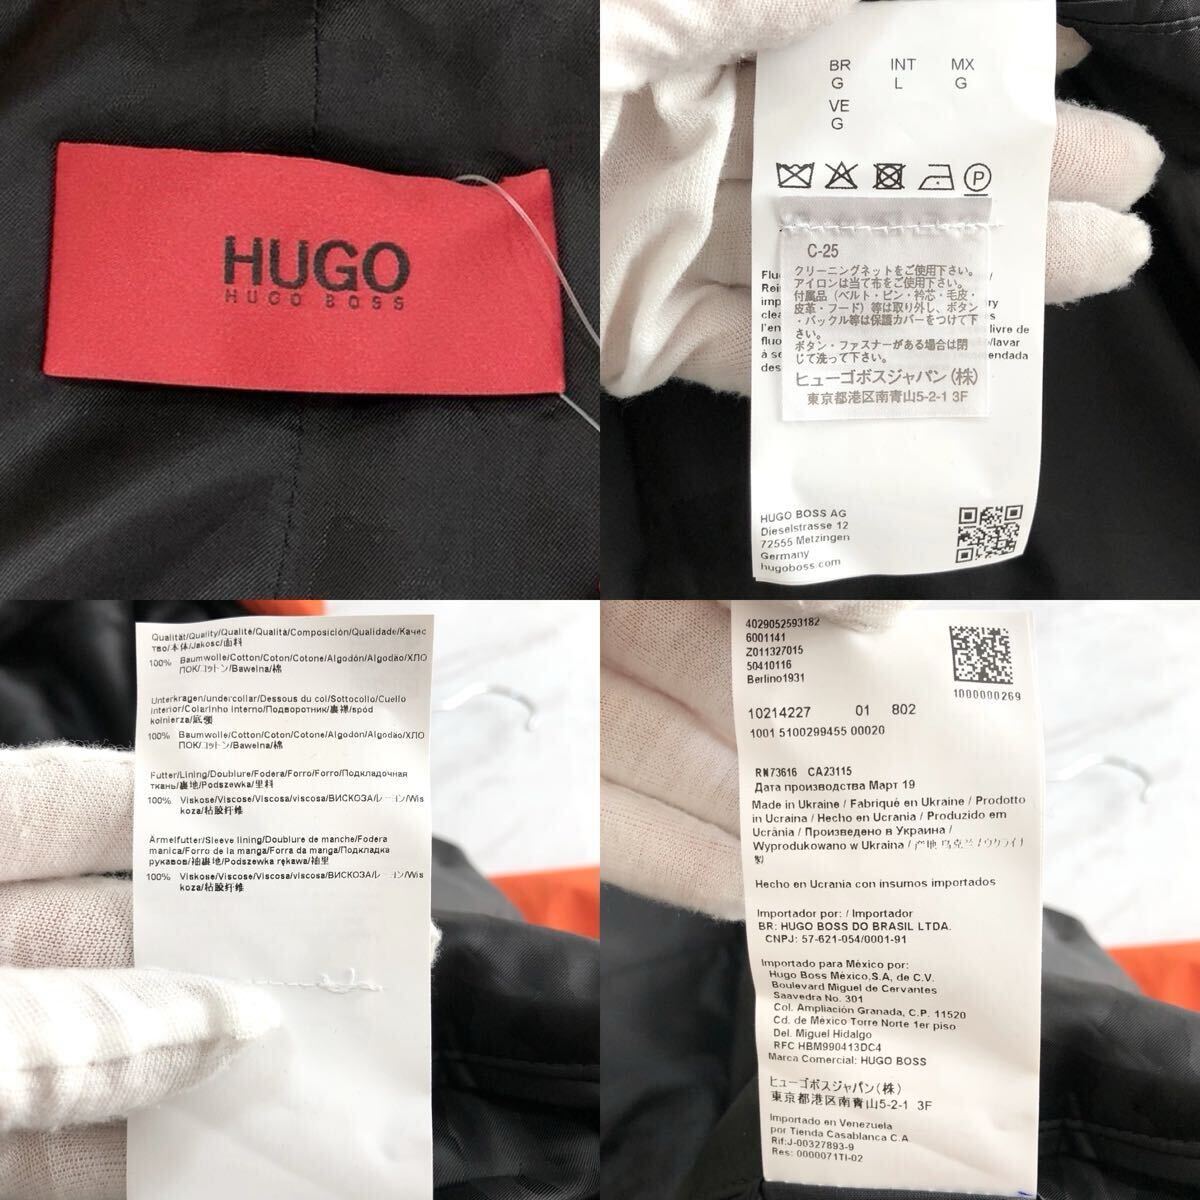 HUGO
HUGO BOSS
BR INT MX
G L G
VE
G
P
C-25
クリーニングネットをご使用下さい。
アイロンは当て布をご使用下さい。
付属品（ベルト・ピン・衿芯・毛皮・
皮革・フード）等は取り外し、ボタン
・バックル等は保護カバーをつけて下
さい。
ボタン・ファスナーがある場合は閉
じて洗って下さい。
ヒューゴボスジャパン(株)
東京都港区南青山5-2-1 3F
HUGO BOSS AG
Dieselstrasse 12
72555 Metzingen
Germany
hugoboss.com
Qualität/Quality/Qualité/Qualità/Composición/Qualidade/Качес
тво/本体/Jakosc/面料
100% Baumwolle/Cotton/Coton/Cotone/Algodón/Algodão/ХЛО
ПОК/コットン/Bawełna/棉
Unterkragen/undercollar/Dessous du col/Sottocollo/Cuello
interior/Colarinho interno/Подворотник/裏襟/spód
kołnierza/底领
100% Baumwolle/Cotton/Coton/Cotone/Algodón/Algodão/ХЛО
ПОК/コットン/Bawełna/棉
Futter/Lining/Doublure/Fodera/Forro/Forro/Подкладочная
ткань/裏地/Podszewka/里料
100% Viskose/Viscose/Viscosa/viscosa/ВИСКОЗА/レーヨン/Wis
koza/粘胶纤维
Ärmelfutter/Sleeve lining/Doublure de manche/Fodera
manica/Forro de la manga/Forra da manga/Подкладка
рукавов/袖裏地/Podszewka rękawa/袖里
100% Viskose/Viscose/Viscosa/viscosa/ВИСКОЗА/レーヨン/Wis
koza/粘胶纤维
4029052593182
6001141
Z011327015
50410116
Berlino1931
1000000269
10214227 01 802
1001 5100299455 00020
RN73616 CA23115
Дата производства Март 19
Made in Ukraine / Fabriqué en Ukraine / Prodotto
in Ucraina / Hecho en Ucrania / Produzido em
Ucrânia / Произведено в Украина /
Wyprodukowano w Ukraina / 产地 乌克兰 / ウクライナ
製
Hecho en Ucrania con insumos importados
Importador por: / Importador
BR: HUGO BOSS DO BRASIL LTDA.
CNPJ: 57-621-054/0001-91
Importado para México por:
Hugo Boss México,S.A, de C.V.
Boulevard Miguel de Cervantes
Saavedra No. 301
Col. Ampliación Granada, C.P. 11520
Cd. de México Torre Norte 1er piso
Del. Miguel Hidalgo
RFC HBM990413DC4
Marca Comercial: HUGO BOSS
ヒューゴボスジャパン(株)
東京都港区南青山5-2-1 3F
Importado en Venezuela
por Tienda Casablanca C.A.
Rif:J-00327893-9
Res: 0000071TI-02